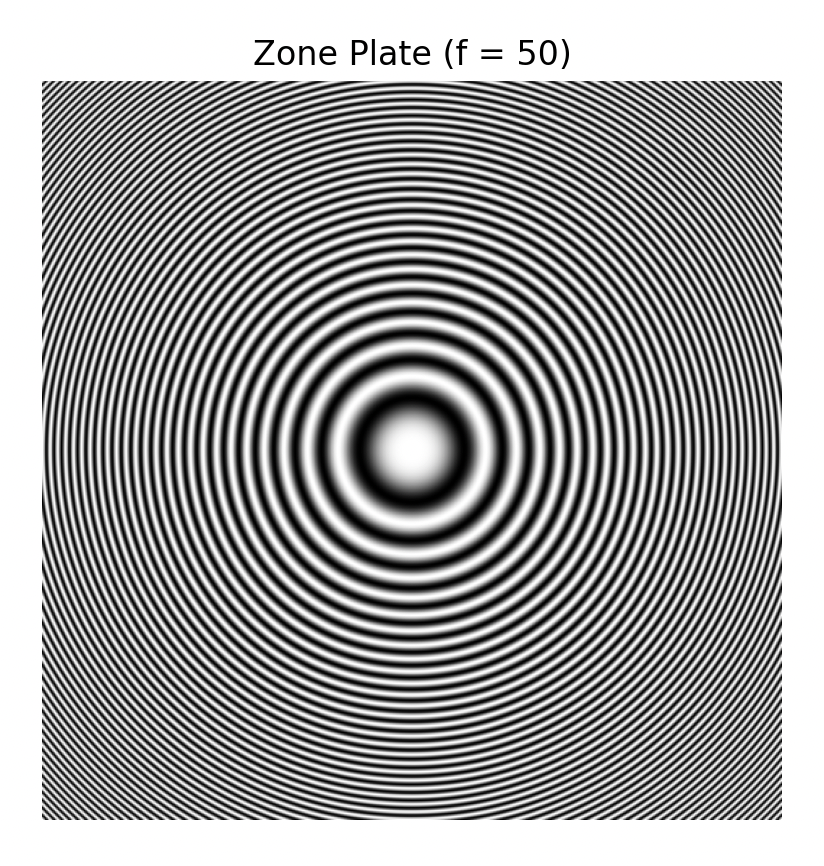 Zone Plate (f = 50)